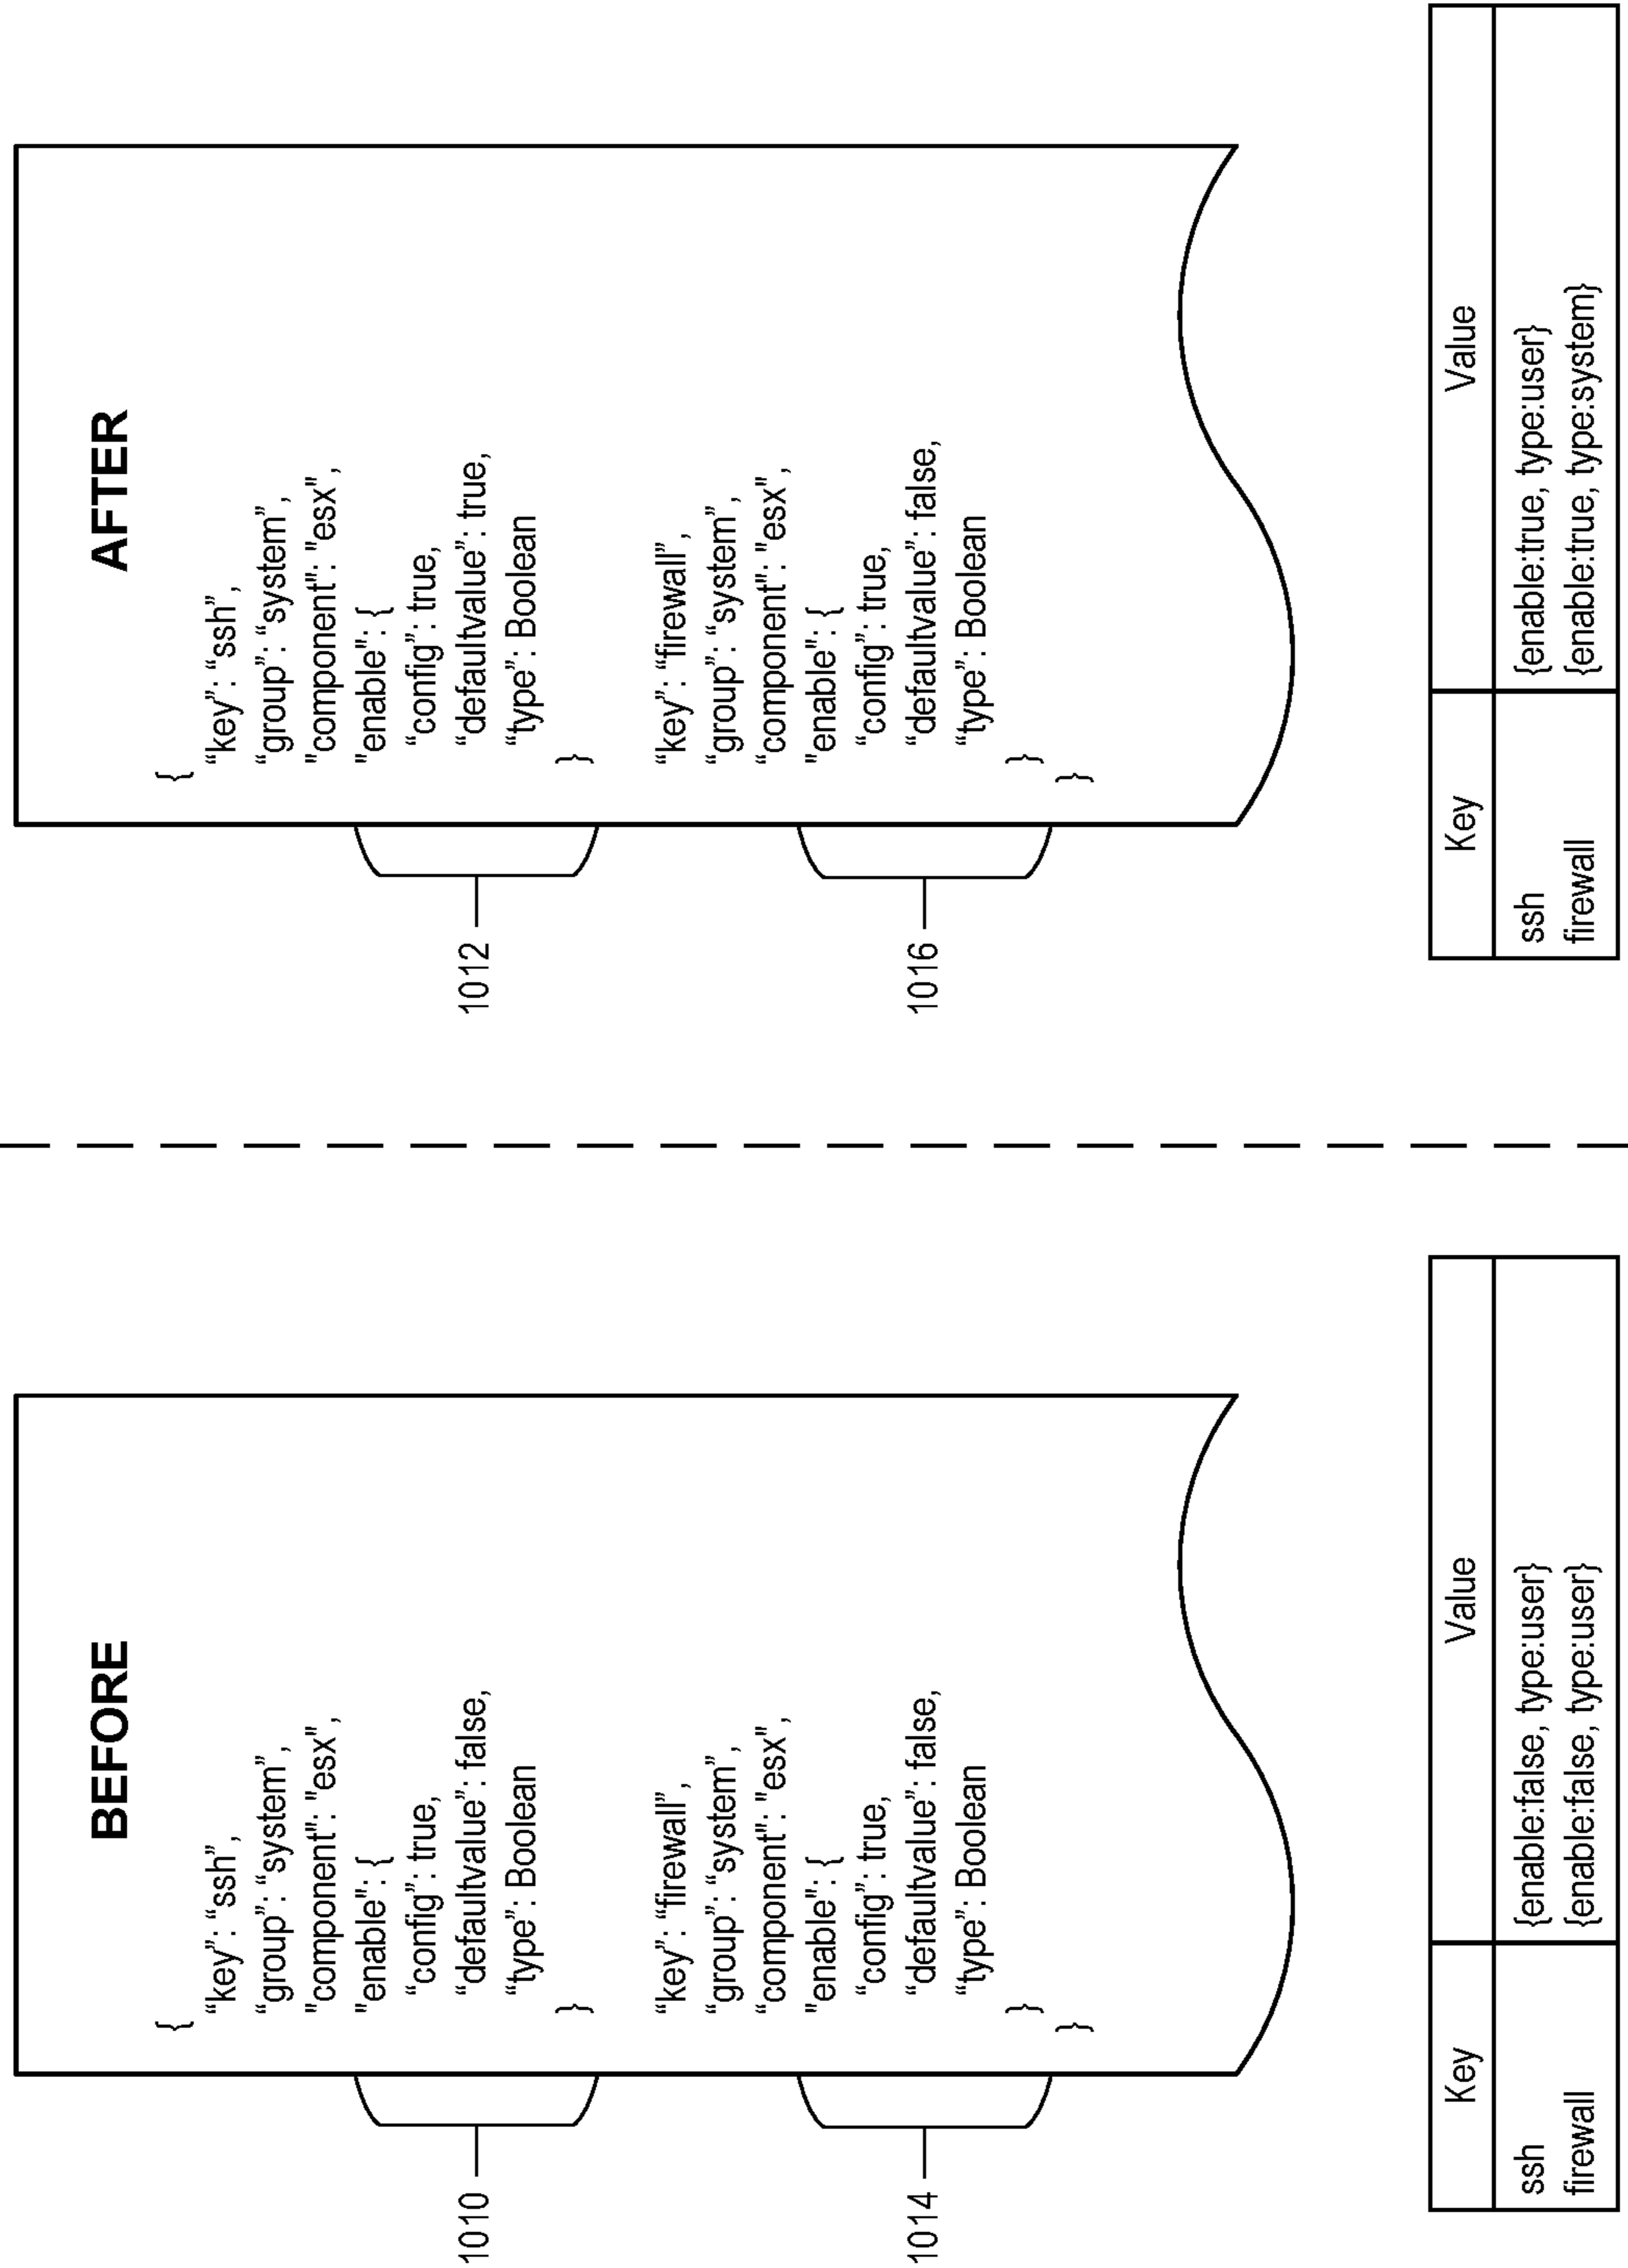 BEFORE
{
“key”: “ssh”,
“group”: “system”,
"component": "esx",
"enable": {
“config”: true,
“defaultvalue”: false,
“type”: Boolean
}
“key”: “firewall”,
“group”: “system”,
"component": "esx",
"enable": {
“config”: true,
“defaultvalue”: false,
“type”: Boolean
}
}
1010
1014
Key Value
ssh {enable:false, type:user}
firewall {enable:false, type:user}
AFTER
{
“key”: “ssh”,
“group”: “system”,
"component": "esx",
"enable": {
“config”: true,
“defaultvalue”: true,
“type”: Boolean
}
“key”: “firewall”,
“group”: “system”,
"component": "esx",
"enable": {
“config”: true,
“defaultvalue”: false,
“type”: Boolean
}
}
1012
1016
Key Value
ssh {enable:true, type:user}
firewall {enable:true, type:system}